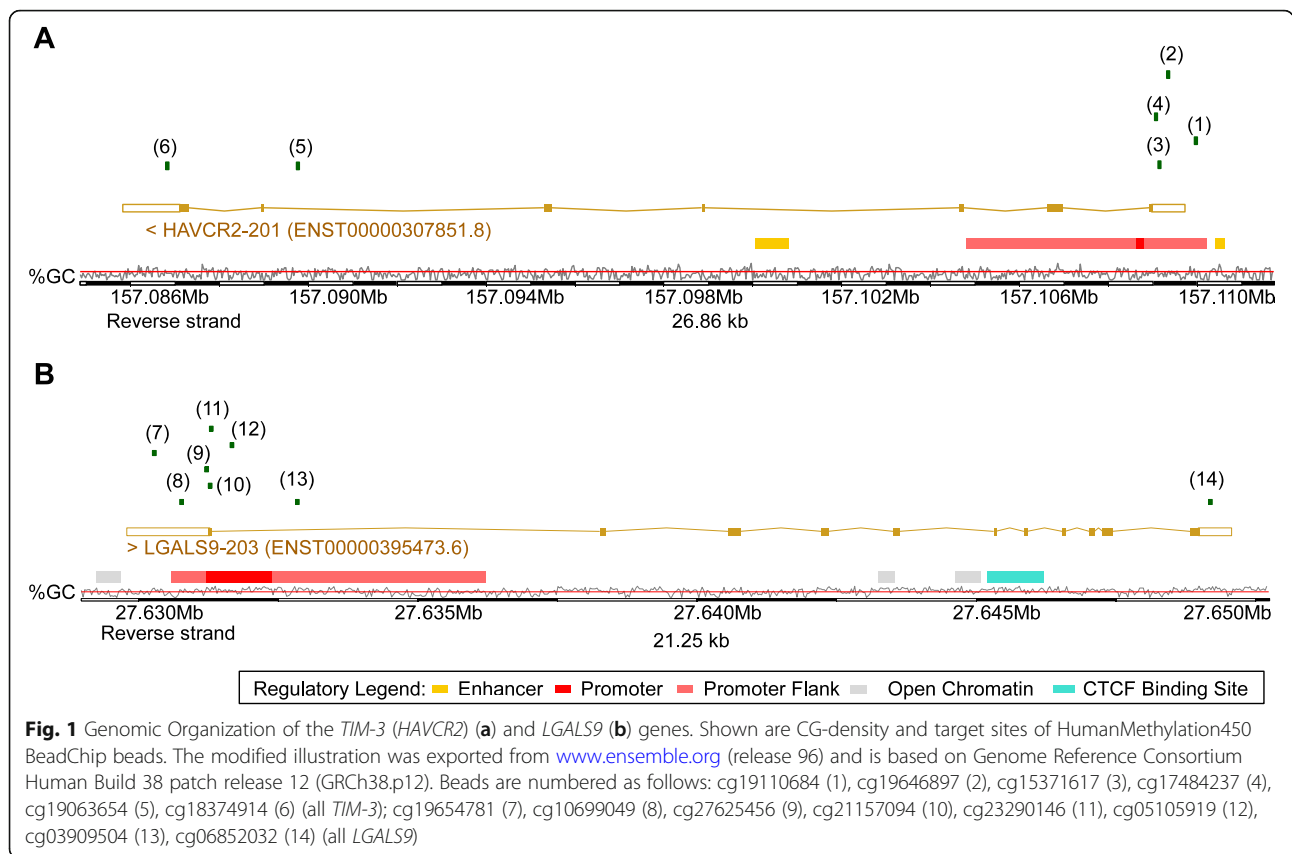 A
(2)
(4)
(1)
(6)
(5)
(3)
< HAVCR2-201 (ENST00000307851.8)
%GC
157.086Mb 157.090Mb 157.094Mb 157.098Mb 157.102Mb 157.106Mb 157.110Mb
Reverse strand 26.86 kb
B
(11)
(7)
(12)
(9)
(8)
(10)
(13)
(14)
> LGALS9-203 (ENST00000395473.6)
%GC
27.630Mb 27.635Mb 27.640Mb 27.645Mb 27.650Mb
Reverse strand 21.25 kb
Regulatory Legend: Enhancer Promoter Promoter Flank Open Chromatin CTCF Binding Site
Fig. 1 Genomic Organization of the TIM-3 (HAVCR2) (a) and LGALS9 (b) genes. Shown are CG-density and target sites of HumanMethylation450
BeadChip beads. The modified illustration was exported from www.ensemble.org (release 96) and is based on Genome Reference Consortium
Human Build 38 patch release 12 (GRCh38.p12). Beads are numbered as follows: cg19110684 (1), cg19646897 (2), cg15371617 (3), cg17484237 (4),
cg19063654 (5), cg18374914 (6) (all TIM-3); cg19654781 (7), cg10699049 (8), cg27625456 (9), cg21157094 (10), cg23290146 (11), cg05105919 (12),
cg03909504 (13), cg06852032 (14) (all LGALS9)